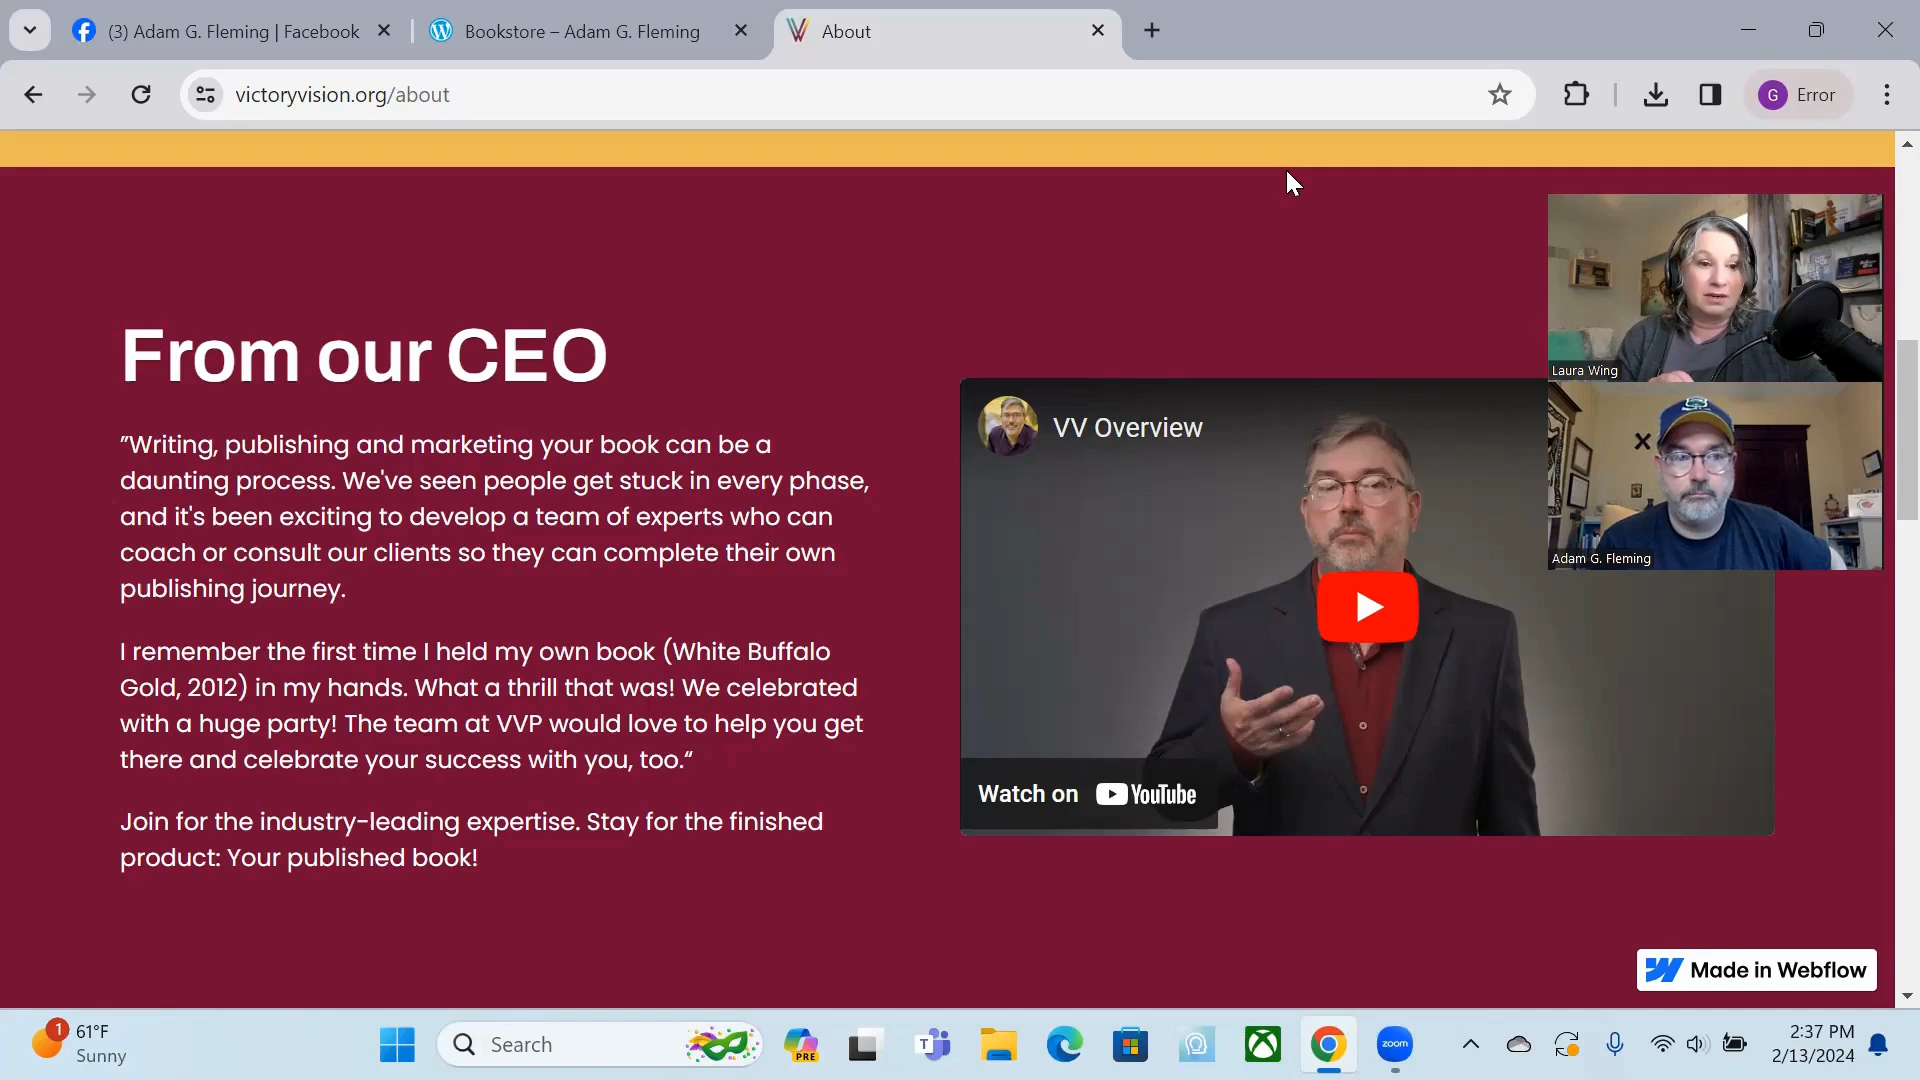 (3) Adam G. Fleming | Facebook
Bookstore – Adam G. Fleming
About
victoryvision.org/about
G Error
From our CEO
”Writing, publishing and marketing your book can be a
daunting process. We've seen people get stuck in every phase,
and it's been exciting to develop a team of experts who can
coach or consult our clients so they can complete their own
publishing journey.
I remember the first time I held my own book (White Buffalo
Gold, 2012) in my hands. What a thrill that was! We celebrated
with a huge party! The team at VVP would love to help you get
there and celebrate your success with you, too.“
Join for the industry-leading expertise. Stay for the finished
product: Your published book!
VV Overview
Watch on YouTube
Laura Wing
Adam G. Fleming
Made in Webflow
1
61°F
Sunny
Search
PRE
T
zoom
2:37 PM
2/13/2024